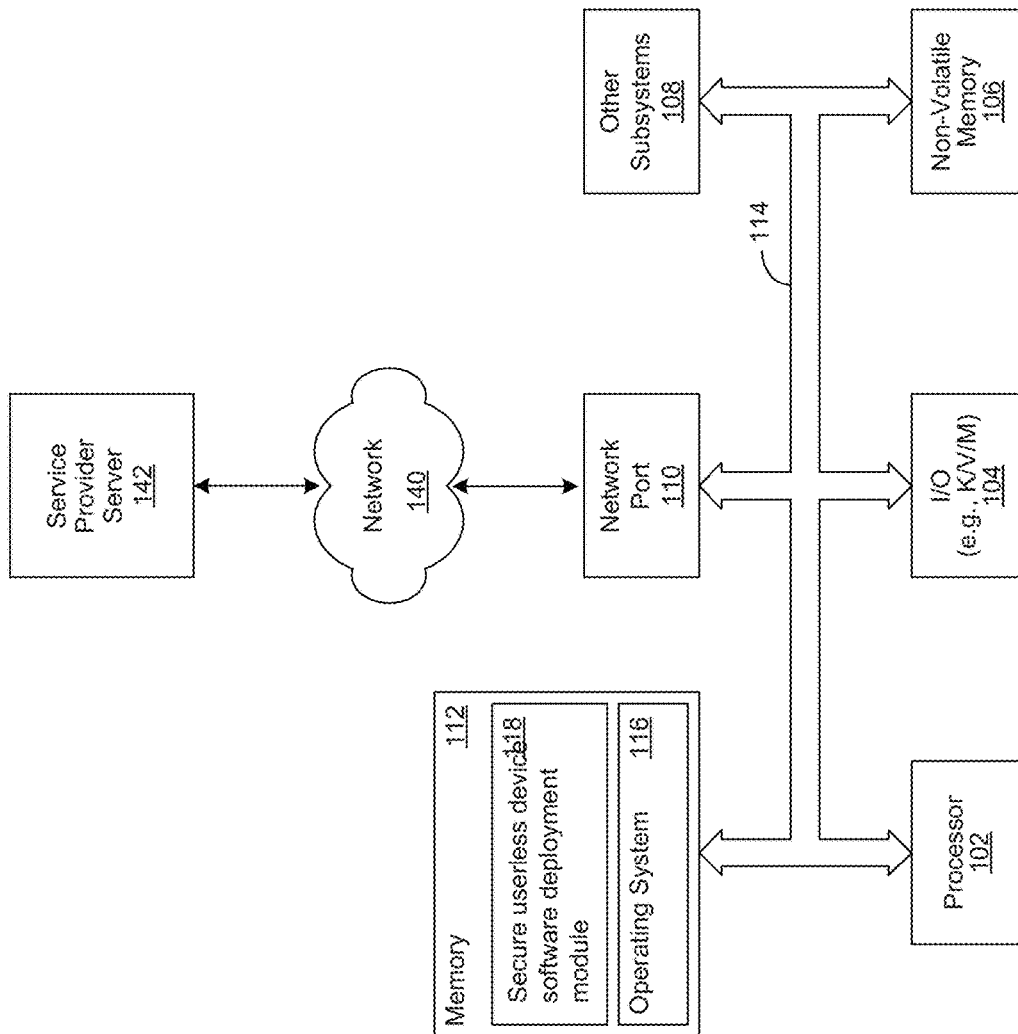 Memory
112
Secure userless device
118
software deployment
module
Operating System
116
Processor
102
Service
Provider
Server
142
Network
140
Network
Port
110
I/O
(e.g., K/V/M)
104
114
Other
Subsystems
108
Non-Volatile
Memory
106